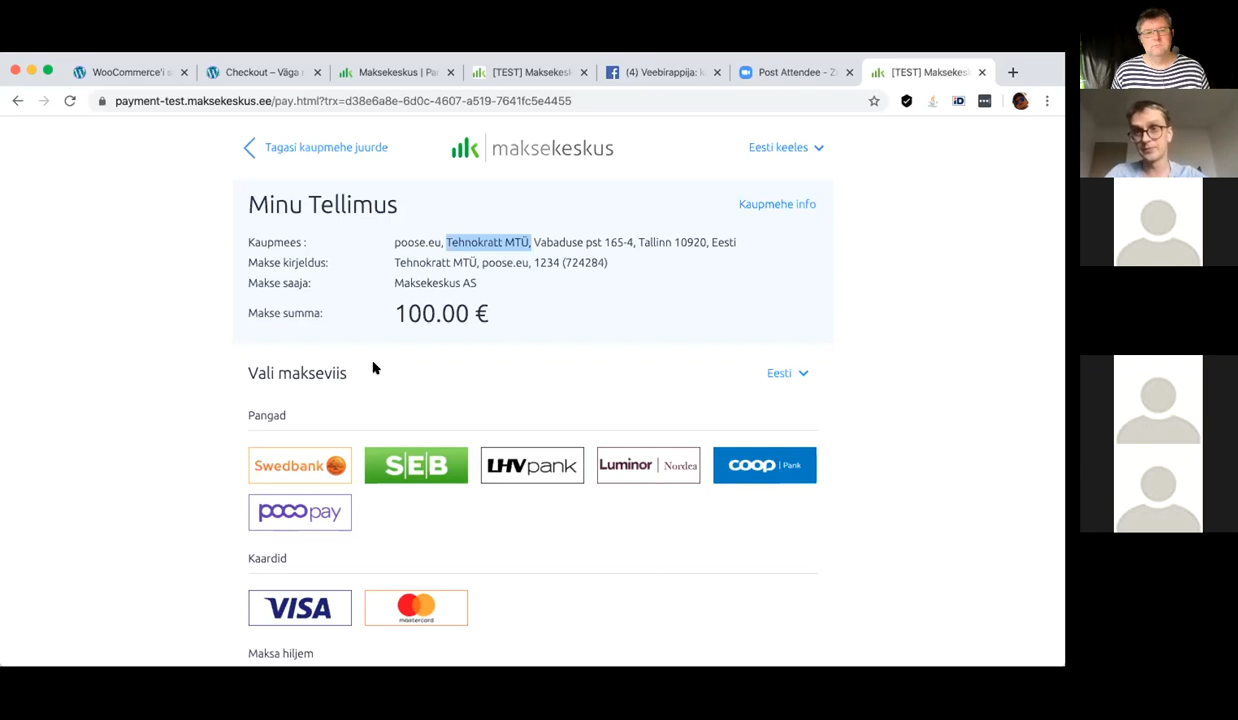 WooCommerce'i a
Checkout – Väga
Maksekeskus | Par
[TEST] Maksekesk
(4) Veebirappija: k
Post Attendee - Z
[TEST] Maksekesk
payment-test.maksekeskus.ee/pay.html?trx=d38e6a8e-6d0c-4607-a519-7641fc5e4455
Tagasi kaupmehe juurde
maksekeskus
Eesti keeles
Minu Tellimus
Kaupmehe info
Kaupmees :
poose.eu, Tehnokratt MTÜ, Vabaduse pst 165-4, Tallinn 10920, Eesti
Makse kirjeldus:
Tehnokratt MTÜ, poose.eu, 1234 (724284)
Makse saaja:
Maksekeskus AS
Makse summa:
100.00 €
Vali makseviis
Eesti
Pangad
Swedbank
SEB
LHV pank
Luminor | Nordea
coop | Pank
pocopay
Kaardid
VISA
mastercard
Maksa hiljem